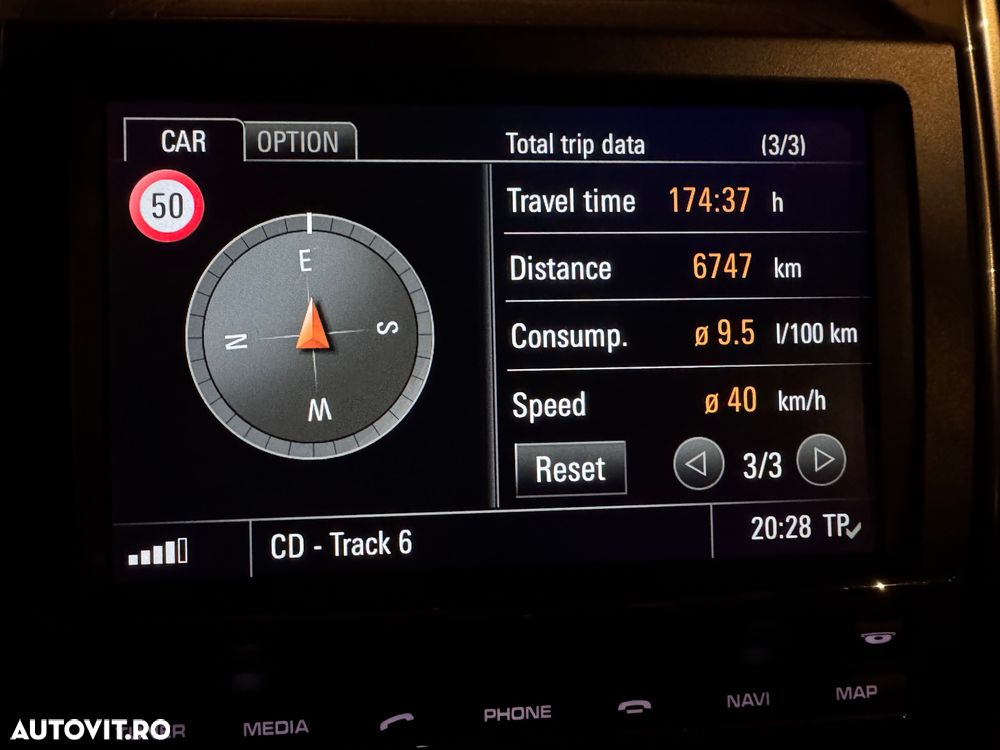 CAR
OPTION
Total trip data (3/3)
50
Travel time 174:37 h
Distance 6747 km
Consump. ø 9.5 l/100 km
Speed ø 40 km/h
E
N
S
W
Reset
3/3
CD - Track 6
20:28 TP
MEDIA
PHONE
NAVI
MAP
AUTOVIT.RO